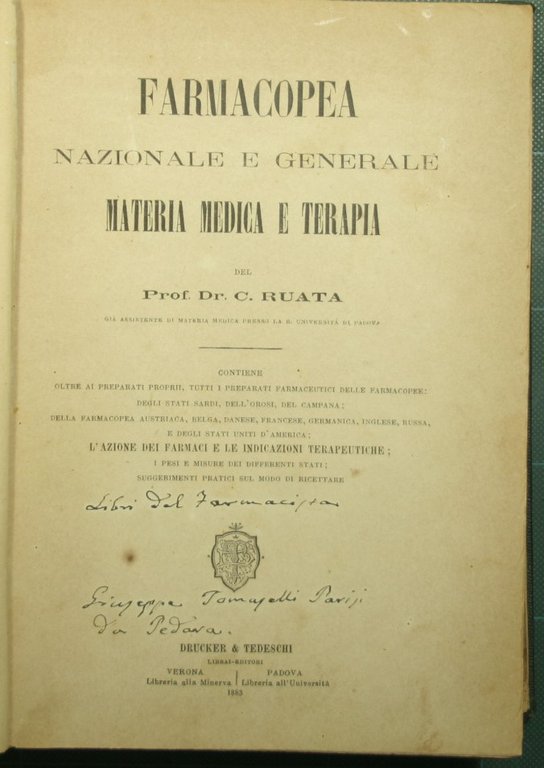 FARMACOPEA
NAZIONALE E GENERALE
MATERIA MEDICA E TERAPIA
DEL
Prof. Dr. C. RUATA
GIÀ ASSISTENTE DI MATERIA MEDICA PRESSO LA R. UNIVERSITÀ DI PADOVA
CONTIENE
OLTRE AI PREPARATI PROPRII, TUTTI I PREPARATI FARMACEUTICI DELLE FARMACOPEE:
DEGLI STATI SARDI, DELL'OROSI, DEL CAMPANA;
DELLA FARMACOPEA AUSTRIACA, BELGA, DANESE, FRANCESE, GERMANICA, INGLESE, RUSSA,
E DEGLI STATI UNITI D'AMERICA;
L'AZIONE DEI FARMACI E LE INDICAZIONI TERAPEUTICHE;
I PESI E MISURE DEI DIFFERENTI STATI;
SUGGERIMENTI PRATICI SUL MODO DI RICETTARE
Libri del Farmacista
Giuseppe Tomaselli
Da Pedara.
DRUCKER & TEDESCHI
LIBRAI-EDITORI
VERONA | PADOVA
Libreria alla Minerva | Libreria all'Università
1883